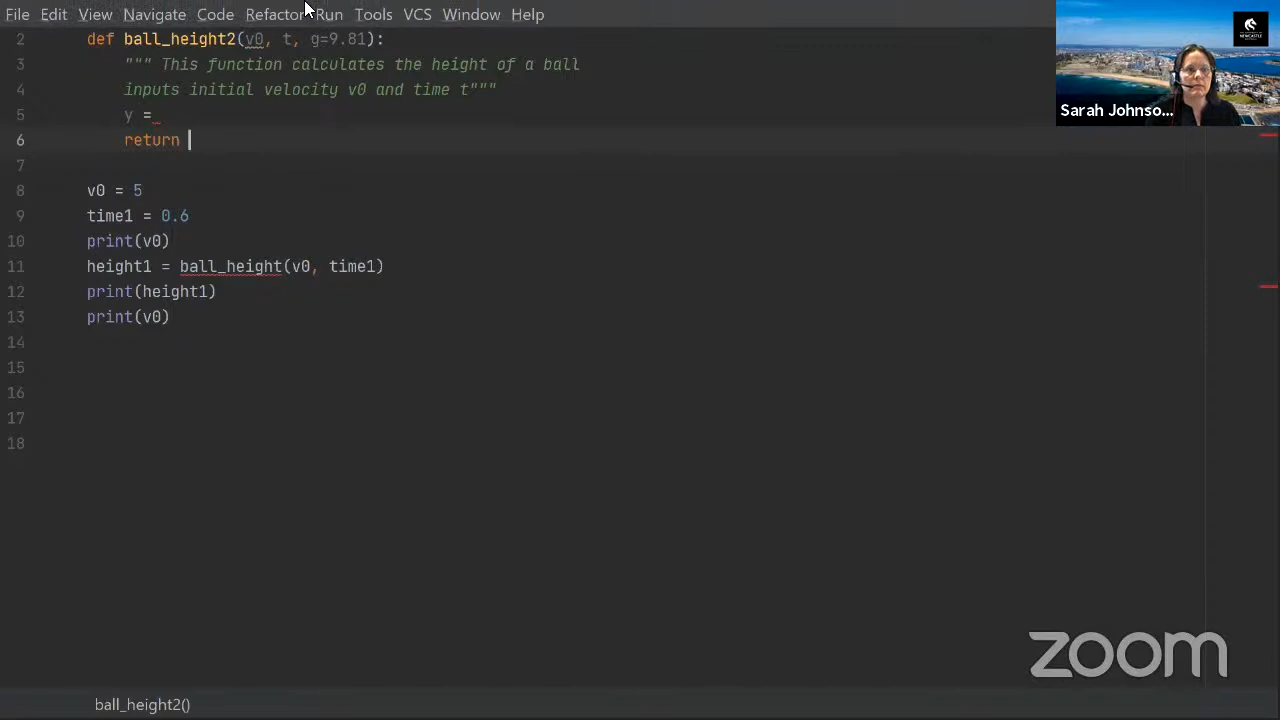 File Edit View Navigate Code Refactor Run Tools VCS Window Help
2 def ball_height2(v0, t, g=9.81):
3 """ This function calculates the height of a ball
4 inputs initial velocity v0 and time t"""
5 y =
6 return
7
8 v0 = 5
9 time1 = 0.6
10 print(v0)
11 height1 = ball_height(v0, time1)
12 print(height1)
13 print(v0)
14
15
16
17
18
ball_height2()
NEWCASTLE
Sarah Johnso...
zoom